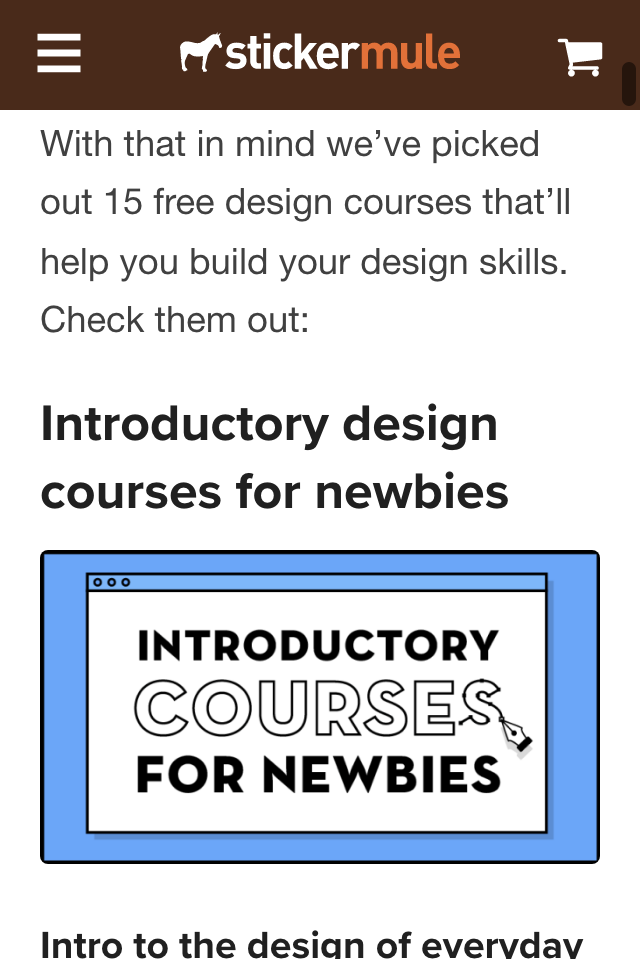 stickermule
With that in mind we’ve picked
out 15 free design courses that’ll
help you build your design skills.
Check them out:
Introductory design
courses for newbies
INTRODUCTORY
COURSES
FOR NEWBIES
Intro to the design of everyday